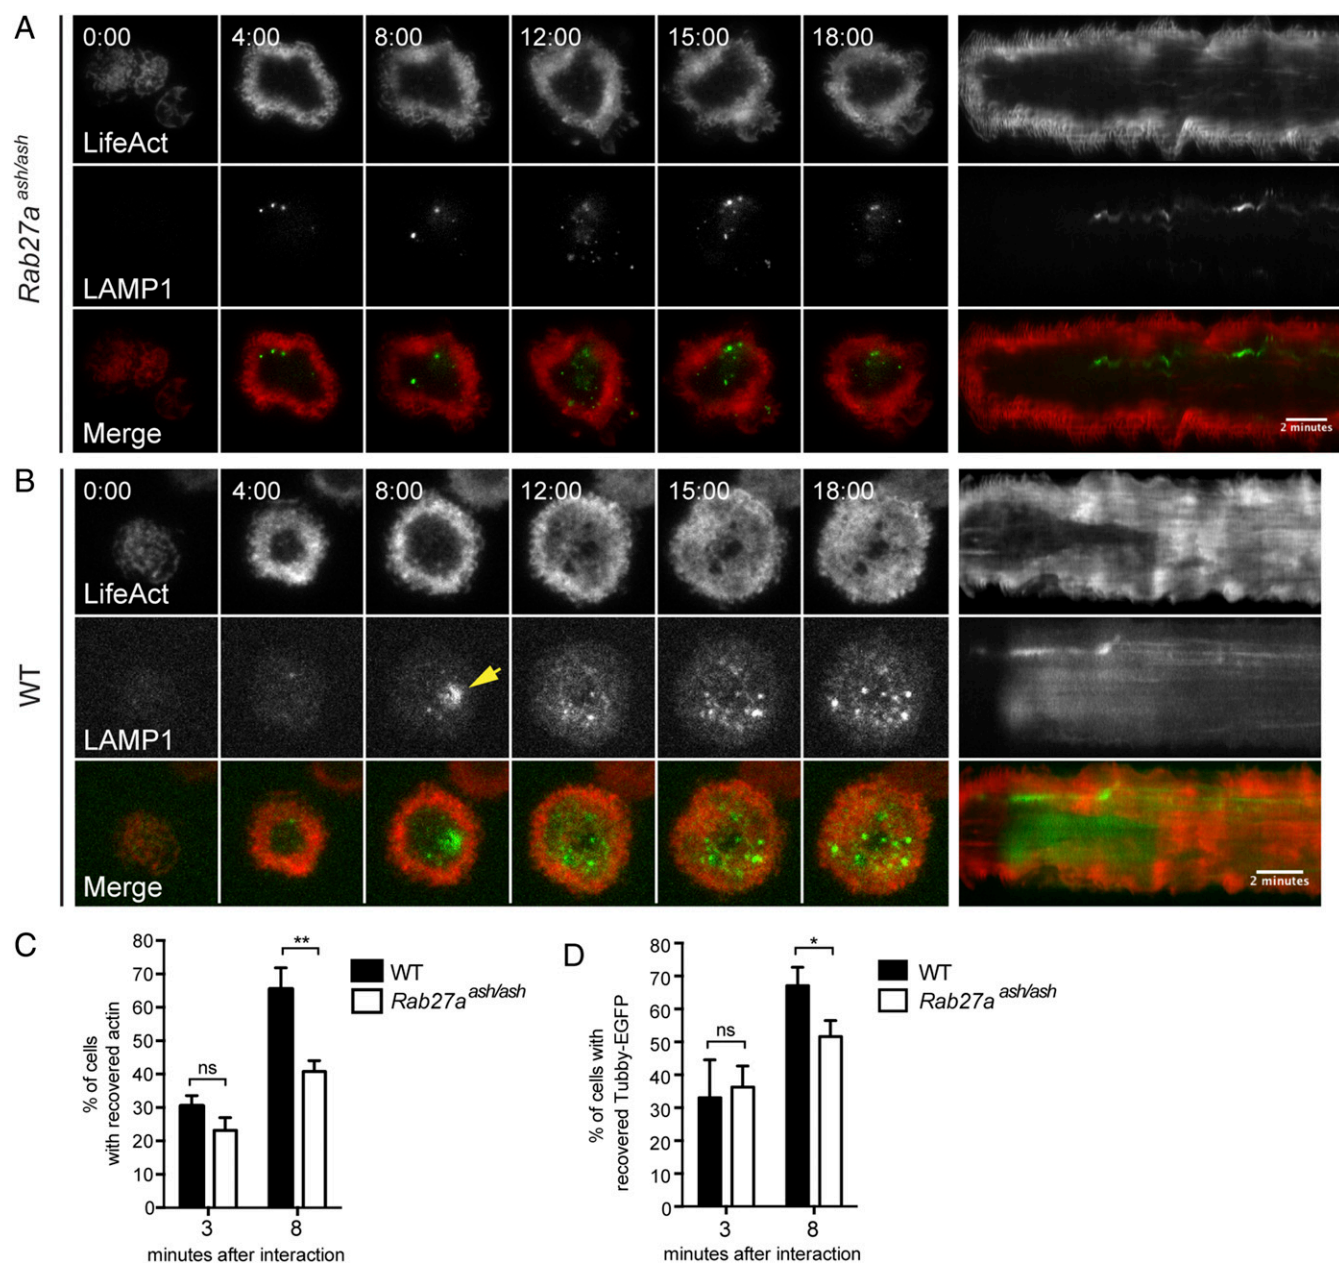 A
0:00 4:00 8:00 12:00 15:00 18:00
LifeAct
Rab27a ash/ash
LAMP1
Merge
2 minutes
B
0:00 4:00 8:00 12:00 15:00 18:00
LifeAct
WT
LAMP1
Merge
2 minutes
C
% of cells
with recovered actin
80
70
60
50
40
30
20
10
0
ns
**
3 8
minutes after interaction
WT
Rab27a ash/ash
D
% of cells with
recovered Tubby-EGFP
80
70
60
50
40
30
20
10
0
ns
*
3 8
minutes after interaction
WT
Rab27a ash/ash